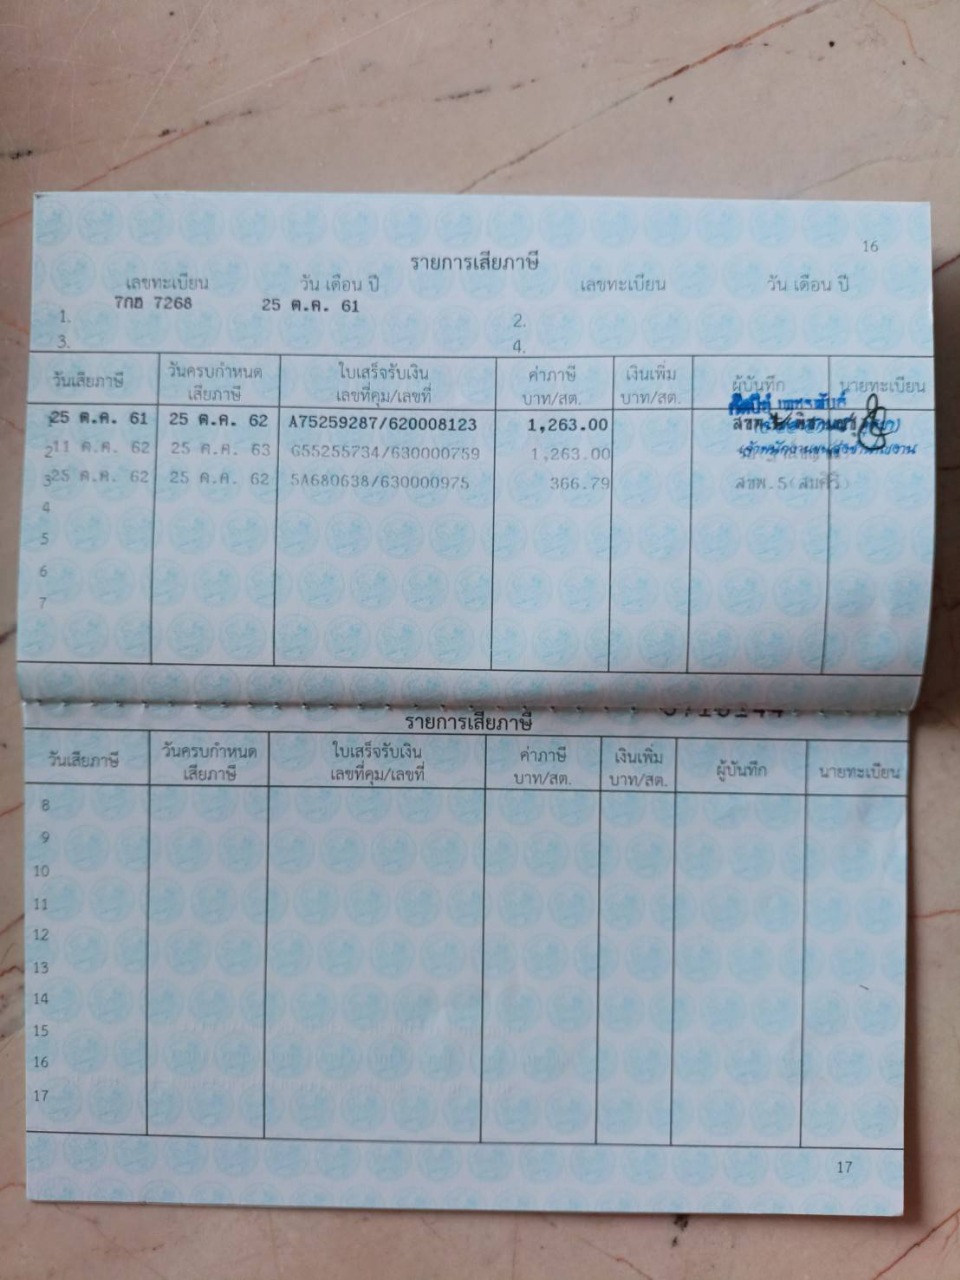 16
รายการเสียภาษี
เลขทะเบียน วัน เดือน ปี เลขทะเบียน วัน เดือน ปี
1. 7กฮ 7268 25 ต.ค. 61 2.
3. 4.
วันเสียภาษี วันครบกำหนดเสียภาษี ใบเสร็จรับเงิน เลขที่คุม/เลขที่ ค่าภาษี บาท/สต. เงินเพิ่ม บาท/สต. ผู้บันทึก นายทะเบียน
1 25 ต.ค. 61 25 ต.ค. 62 A75259287/620008123 1,263.00 สขพ.
2 11 ต.ค. 62 25 ต.ค. 63 G55255734/630000759 1,263.00
3 25 ต.ค. 62 25 ต.ค. 62 5A680638/630000975 366.79 สขพ.5(สมศิริ)
4
5
6
7
รายการเสียภาษี
วันเสียภาษี วันครบกำหนดเสียภาษี ใบเสร็จรับเงิน เลขที่คุม/เลขที่ ค่าภาษี บาท/สต. เงินเพิ่ม บาท/สต. ผู้บันทึก นายทะเบียน
8
9
10
11
12
13
14
15
16
17
17